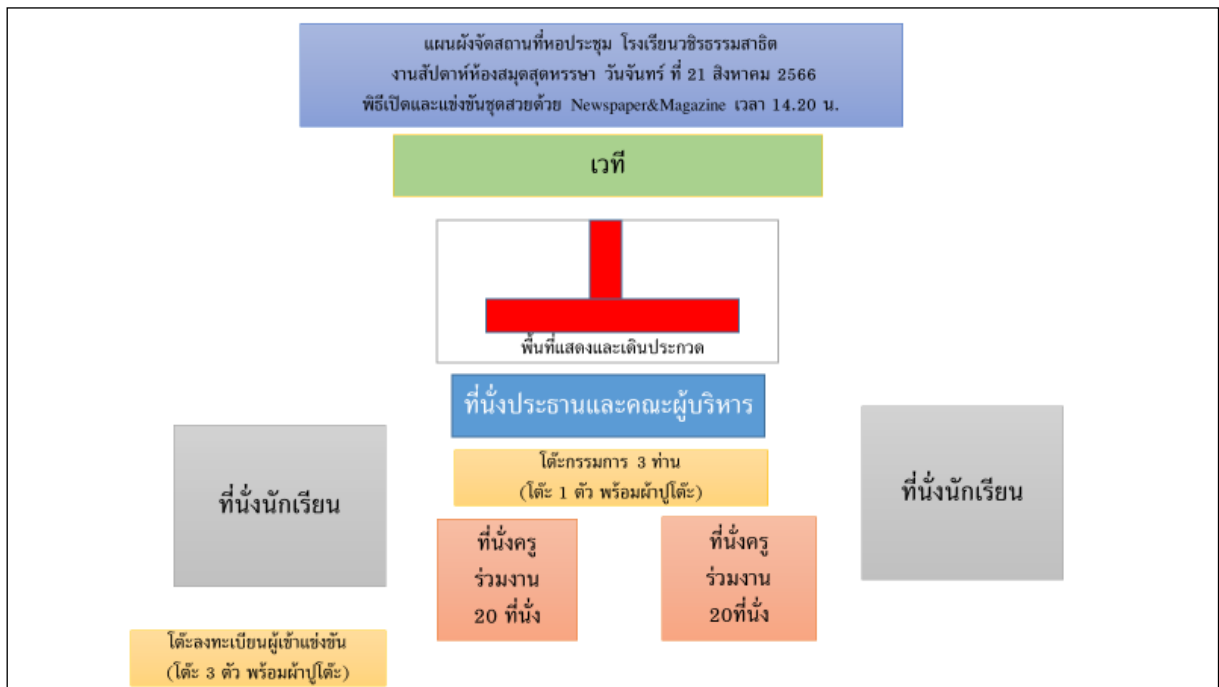 แผนผังจัดสถานที่หอประชุม โรงเรียนวชิรธรรมสาธิต
งานสัปดาห์ห้องสมุดสุดหรรษา วันจันทร์ ที่ 21 สิงหาคม 2566
พิธีเปิดและแข่งขันชุดสวยด้วย Newspaper&Magazine เวลา 14.20 น.
เวที
พื้นที่แสดงและเดินประกวด
ที่นั่งประธานและคณะผู้บริหาร
โต๊ะกรรมการ 3 ท่าน
(โต๊ะ 1 ตัว พร้อมผ้าปูโต๊ะ)
ที่นั่งนักเรียน
ที่นั่งนักเรียน
ที่นั่งครู
ร่วมงาน
20 ที่นั่ง
ที่นั่งครู
ร่วมงาน
20ที่นั่ง
โต๊ะลงทะเบียนผู้เข้าแข่งขัน
(โต๊ะ 3 ตัว พร้อมผ้าปูโต๊ะ)